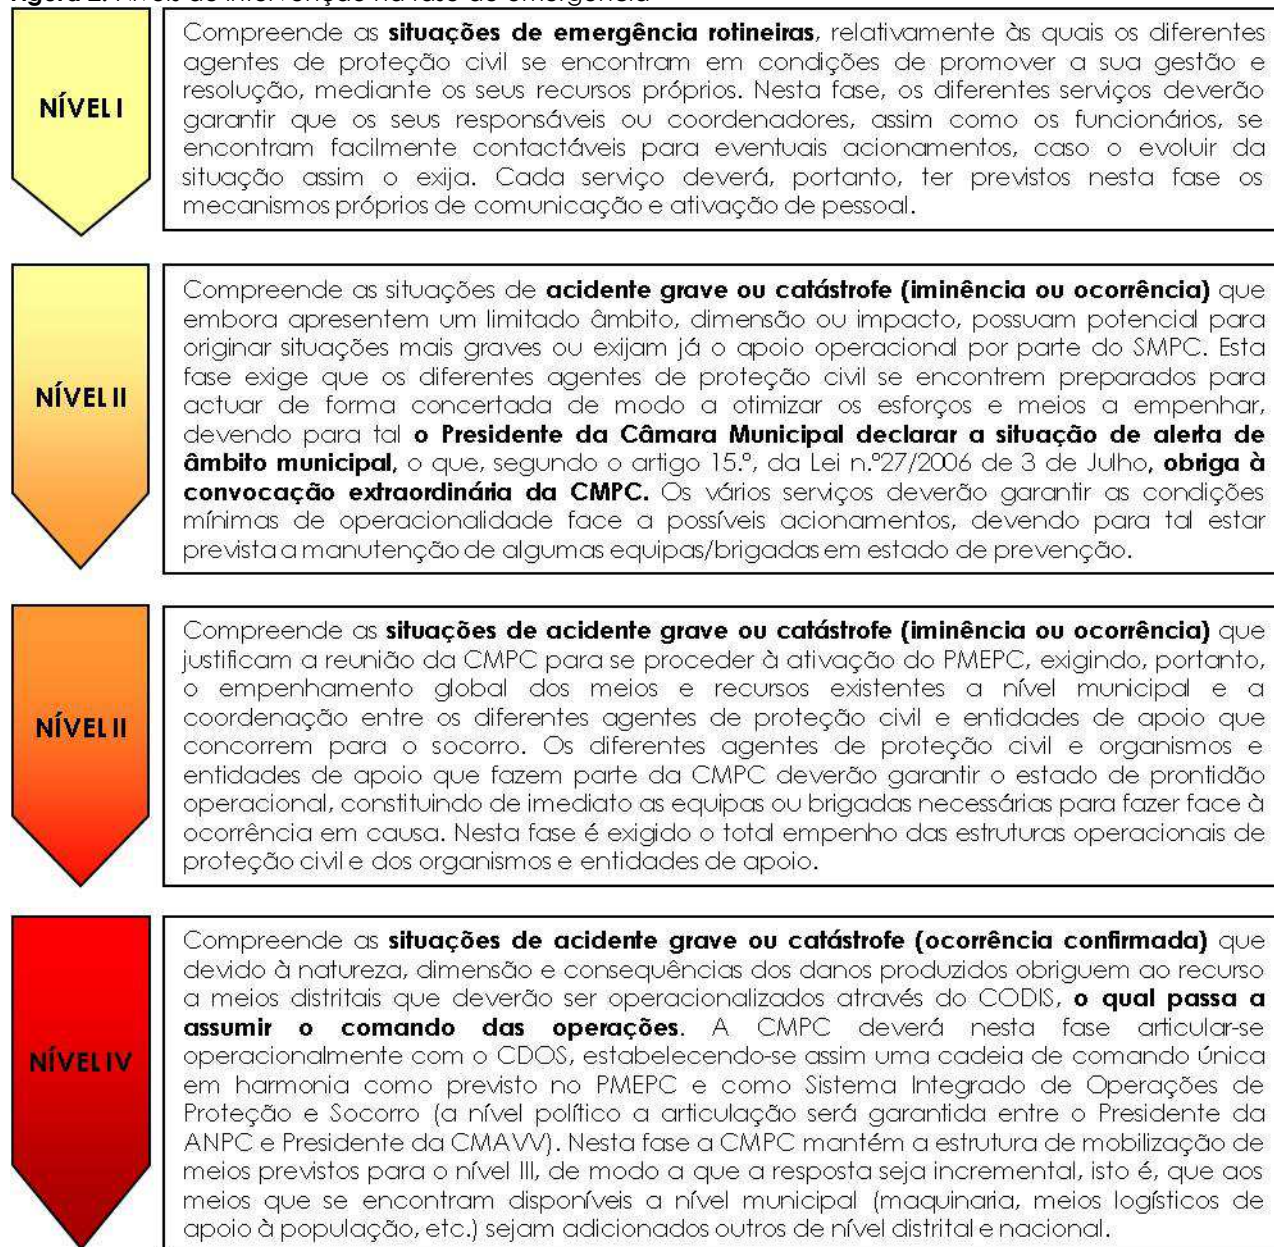 NÍVEL I
Compreende as situações de emergência rotineiras, relativamente às quais os diferentes
agentes de proteção civil se encontram em condições de promover a sua gestão e
resolução, mediante os seus recursos próprios. Nesta fase, os diferentes serviços deverão
garantir que os seus responsáveis ou coordenadores, assim como os funcionários, se
encontram facilmente contactáveis para eventuais acionamentos, caso o evoluir da
situação assim o exija. Cada serviço deverá, portanto, ter previstos nesta fase os
mecanismos próprios de comunicação e ativação de pessoal.
NÍVEL II
Compreende as situações de acidente grave ou catástrofe (iminência ou ocorrência) que
embora apresentem um limitado âmbito, dimensão ou impacto, possuam potencial para
originar situações mais graves ou exijam já o apoio operacional por parte do SMPC. Esta
fase exige que os diferentes agentes de proteção civil se encontrem preparados para
actuar de forma concertada de modo a otimizar os esforços e meios a empenhar,
devendo para tal o Presidente da Câmara Municipal declarar a situação de alerta de
âmbito municipal, o que, segundo o artigo 15.º, da Lei n.º27/2006 de 3 de Julho, obriga à
convocação extraordinária da CMPC. Os vários serviços deverão garantir as condições
mínimas de operacionalidade face a possíveis acionamentos, devendo para tal estar
prevista a manutenção de algumas equipas/brigadas em estado de prevenção.
NÍVEL II
Compreende as situações de acidente grave ou catástrofe (iminência ou ocorrência) que
justificam a reunião da CMPC para se proceder à ativação do PMEPC, exigindo, portanto,
o empenhamento global dos meios e recursos existentes a nível municipal e a
coordenação entre os diferentes agentes de proteção civil e entidades de apoio que
concorrem para o socorro. Os diferentes agentes de proteção civil e organismos e
entidades de apoio que fazem parte da CMPC deverão garantir o estado de prontidão
operacional, constituindo de imediato as equipas ou brigadas necessárias para fazer face à
ocorrência em causa. Nesta fase é exigido o total empenho das estruturas operacionais de
proteção civil e dos organismos e entidades de apoio.
NÍVEL IV
Compreende as situações de acidente grave ou catástrofe (ocorrência confirmada) que
devido à natureza, dimensão e consequências dos danos produzidos obriguem ao recurso
a meios distritais que deverão ser operacionalizados através do CODIS, o qual passa a
assumir o comando das operações. A CMPC deverá nesta fase articular-se
operacionalmente com o CDOS, estabelecendo-se assim uma cadeia de comando única
em harmonia como previsto no PMEPC e como Sistema Integrado de Operações de
Proteção e Socorro (a nível político a articulação será garantida entre o Presidente da
ANPC e Presidente da CMAVV). Nesta fase a CMPC mantém a estrutura de mobilização de
meios previstos para o nível III, de modo a que a resposta seja incremental, isto é, que aos
meios que se encontram disponíveis a nível municipal (maquinaria, meios logísticos de
apoio à população, etc.) sejam adicionados outros de nível distrital e nacional.